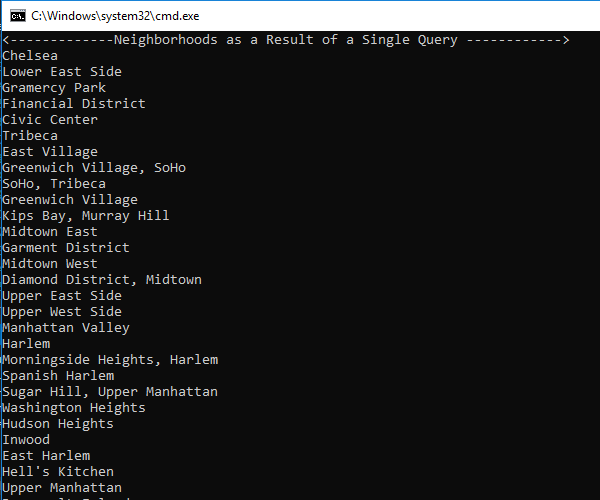 C:\Windows\system32\cmd.exe
<-------------Neighborhoods as a Result of a Single Query ------------>
Chelsea
Lower East Side
Gramercy Park
Financial District
Civic Center
Tribeca
East Village
Greenwich Village, SoHo
SoHo, Tribeca
Greenwich Village
Kips Bay, Murray Hill
Midtown East
Garment District
Midtown West
Diamond District, Midtown
Upper East Side
Upper West Side
Manhattan Valley
Harlem
Morningside Heights, Harlem
Spanish Harlem
Sugar Hill, Upper Manhattan
Washington Heights
Hudson Heights
Inwood
East Harlem
Hell's Kitchen
Upper Manhattan